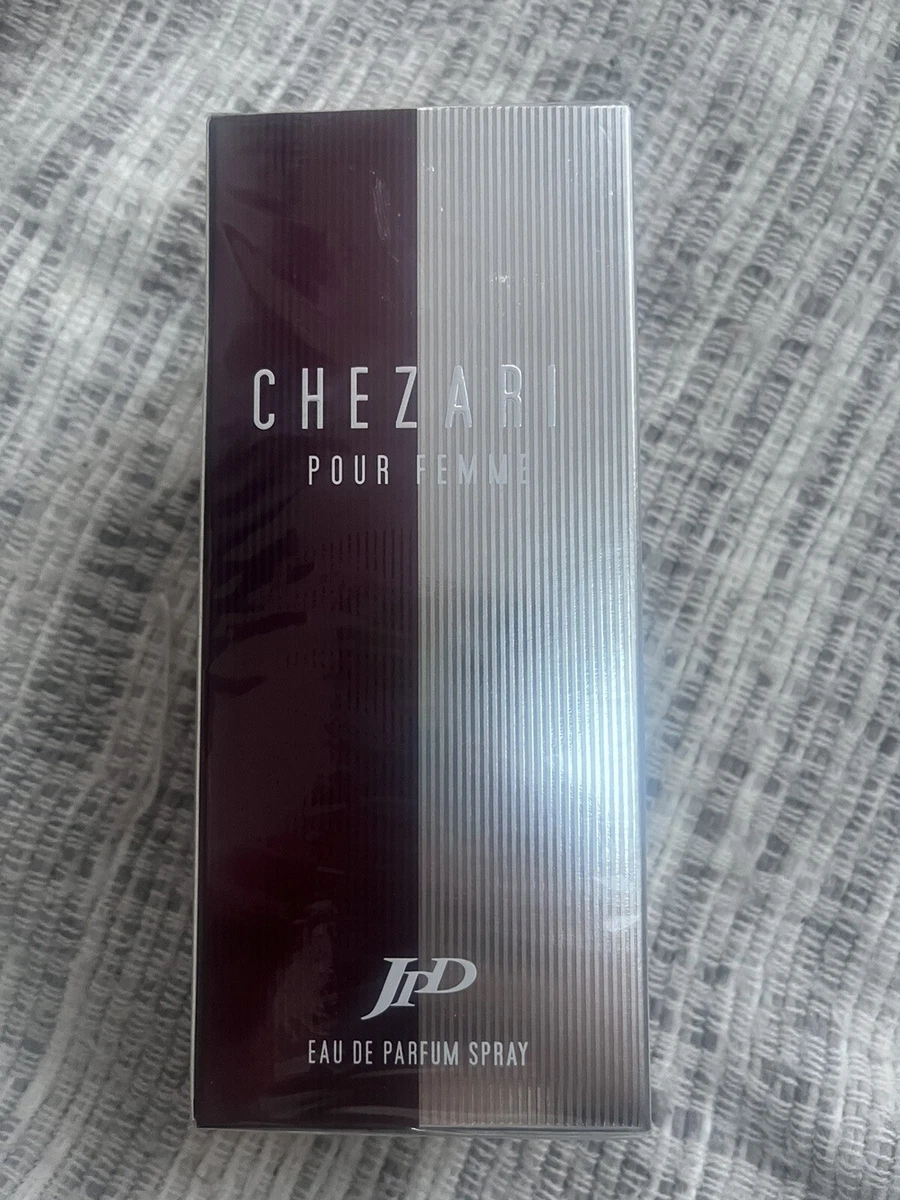 CHEZARI
POUR FEMME
JPD
EAU DE PARFUM SPRAY